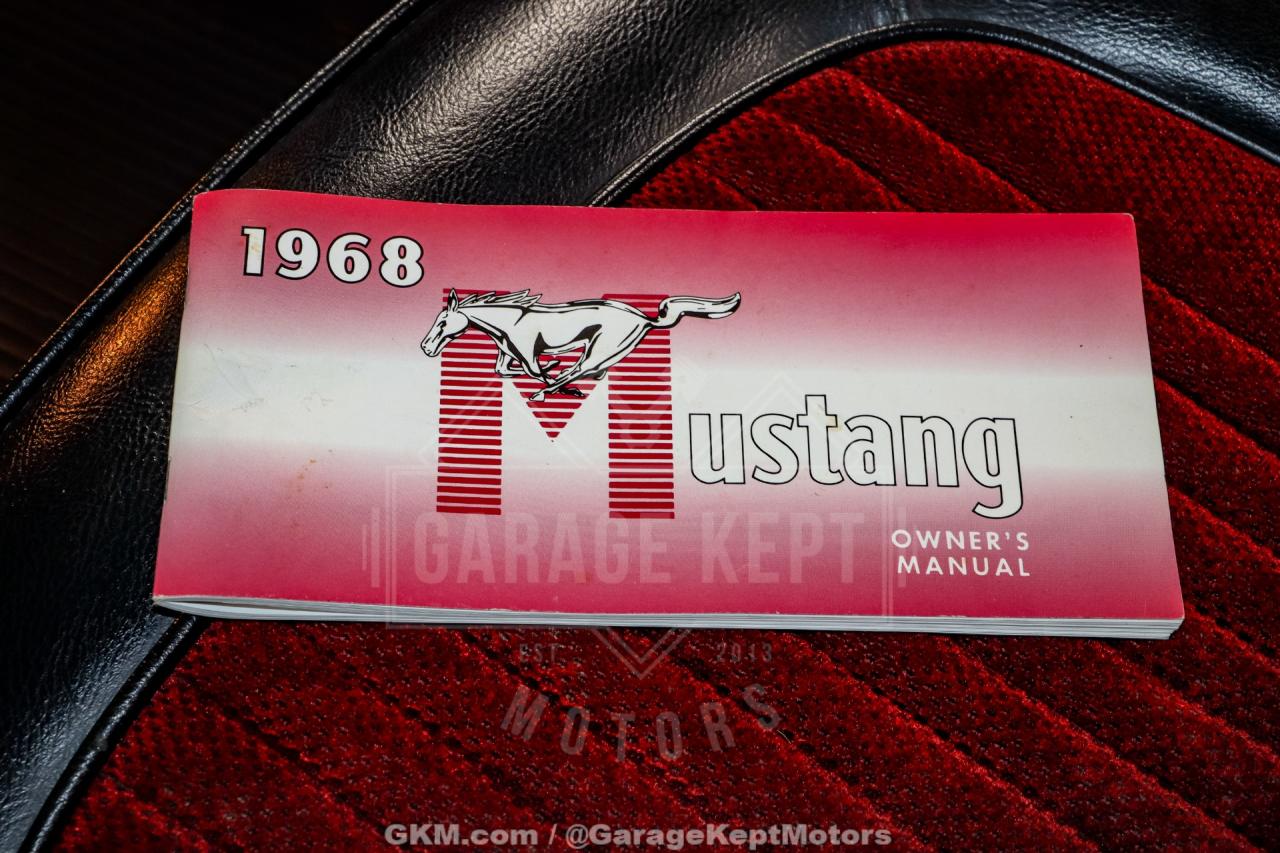 1968
Mustang
OWNER'S
MANUAL
GARAGE KEPT
EST. 2013
MOTORS
GKM.com / @GarageKeptMotors